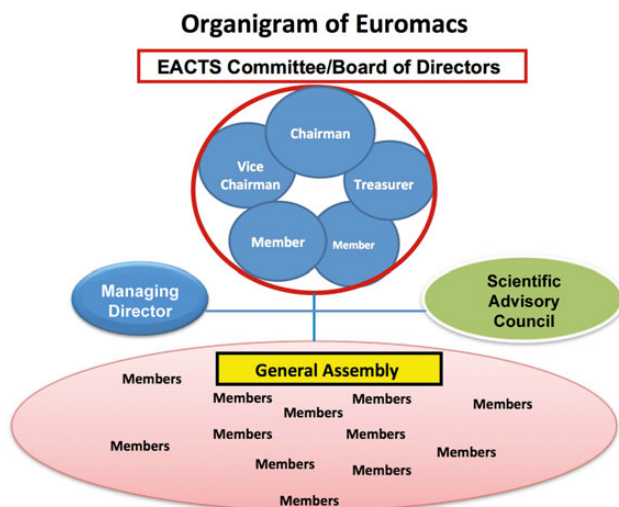 Organigram of Euromacs
EACTS Committee/Board of Directors
Chairman
Vice
Chairman
Treasurer
Member
Member
Managing
Director
Scientific
Advisory
Council
General Assembly
Members
Members
Members
Members
Members
Members
Members
Members
Members
Members
Members
Members